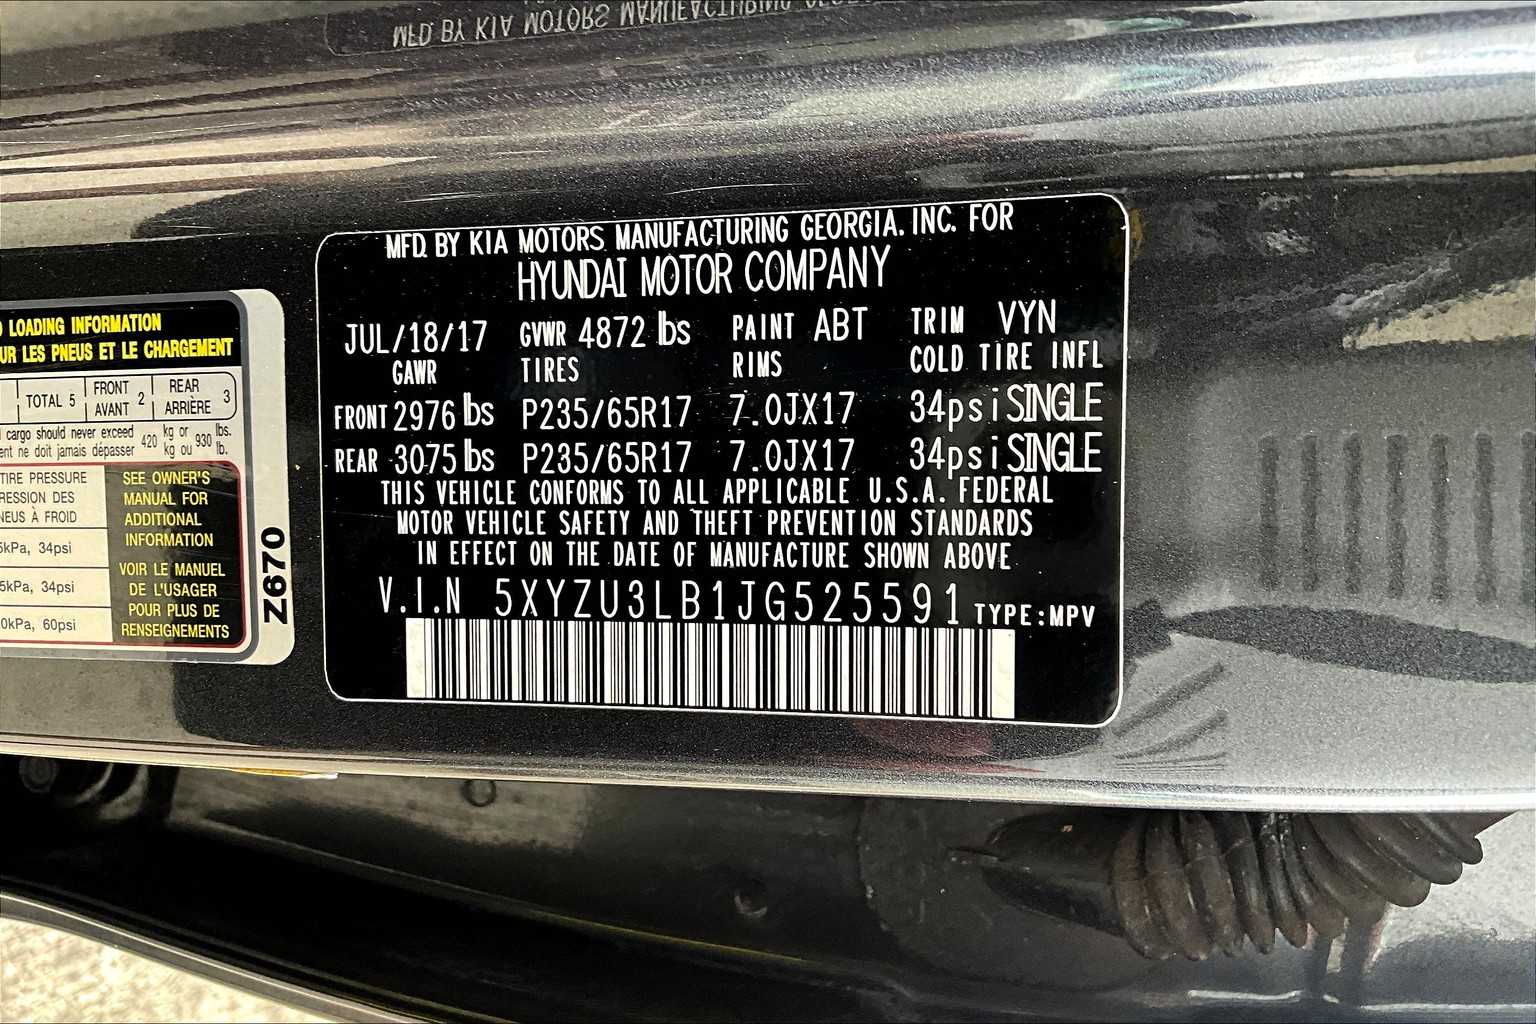 MFD BY KIA MOTORS MANUFACTURING
MFD. BY KIA MOTORS MANUFACTURING GEORGIA, INC. FOR
HYUNDAI MOTOR COMPANY
JUL/18/17 GVWR 4872 lbs PAINT ABT TRIM VYN
GAWR TIRES RIMS COLD TIRE INFL
FRONT 2976 lbs P235/65R17 7.0JX17 34psi SINGLE
REAR 3075 lbs P235/65R17 7.0JX17 34psi SINGLE
THIS VEHICLE CONFORMS TO ALL APPLICABLE U.S.A. FEDERAL
MOTOR VEHICLE SAFETY AND THEFT PREVENTION STANDARDS
IN EFFECT ON THE DATE OF MANUFACTURE SHOWN ABOVE
V.I.N 5XYZU3LB1JG525591 TYPE:MPV
LOADING INFORMATION
LES PNEUS ET LE CHARGEMENT
TOTAL 5 FRONT AVANT 2 REAR ARRIÈRE 3
cargo should never exceed 420 kg or 930 lbs.
ne doit jamais dépasser kg ou lb.
TIRE PRESSURE
DES
À FROID
34psi
34psi
60psi
SEE OWNER'S
MANUAL FOR
ADDITIONAL
INFORMATION
VOIR LE MANUEL
DE L'USAGER
POUR PLUS DE
RENSEIGNEMENTS
Z670